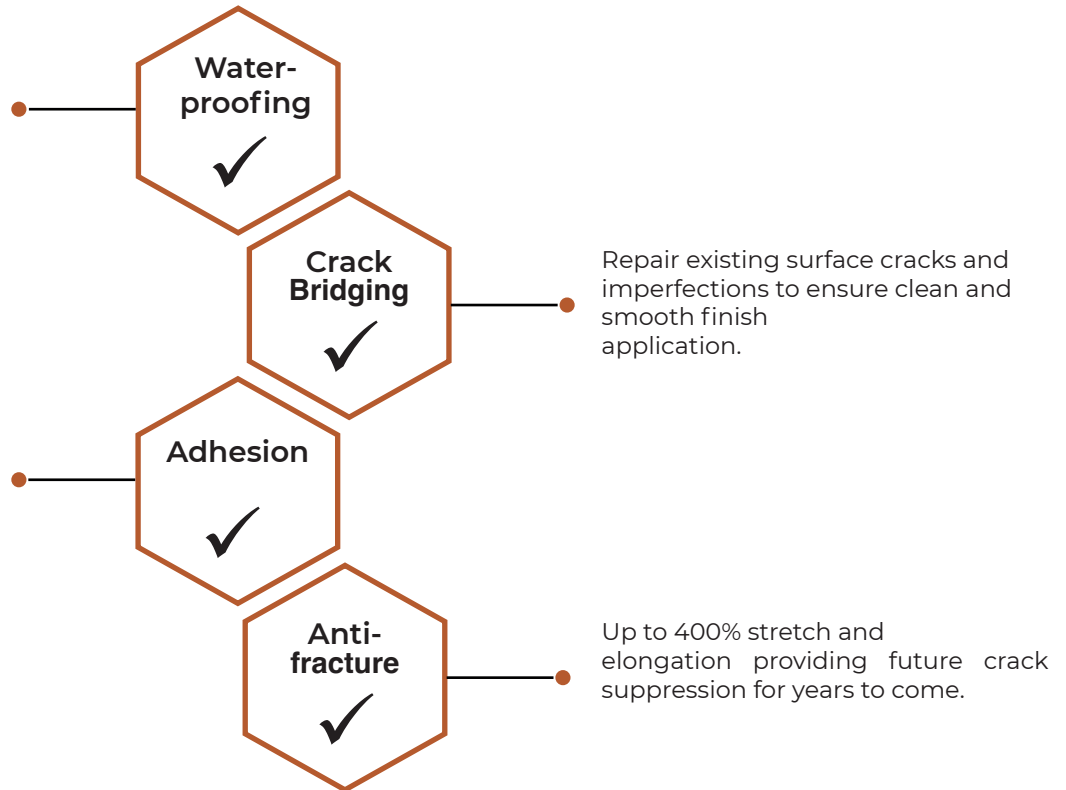 Water-
proofing
Crack
Bridging
Repair existing surface cracks and
imperfections to ensure clean and
smooth finish
application.
Adhesion
Anti-
fracture
Up to 400% stretch and
elongation providing future crack
suppression for years to come.